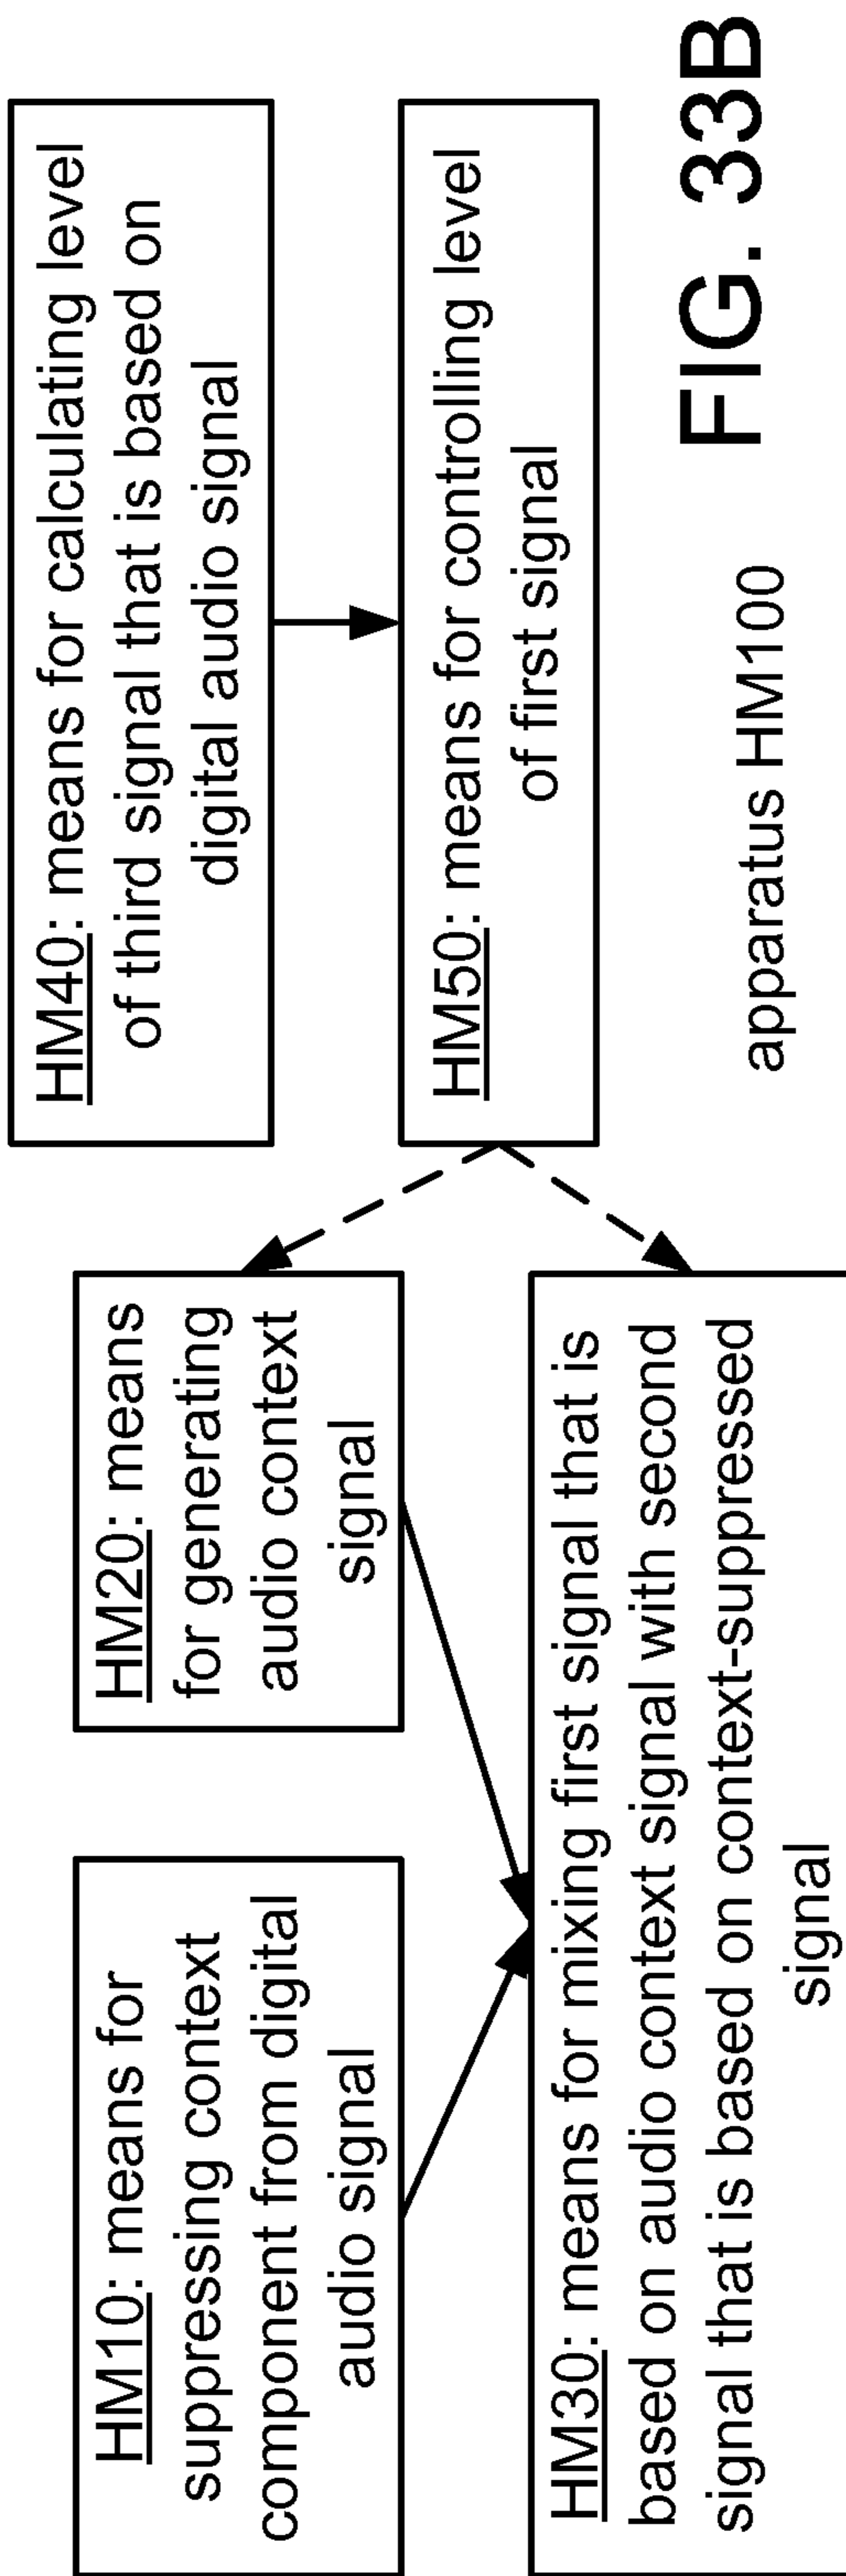 HM10: means for
suppressing context
component from digital
audio signal
HM20: means
for generating
audio context
signal
HM40: means for calculating level
of third signal that is based on
digital audio signal
HM30: means for mixing first signal that is
based on audio context signal with second
signal that is based on context-suppressed
signal
HM50: means for controlling level
of first signal
apparatus HM100
FIG. 33B